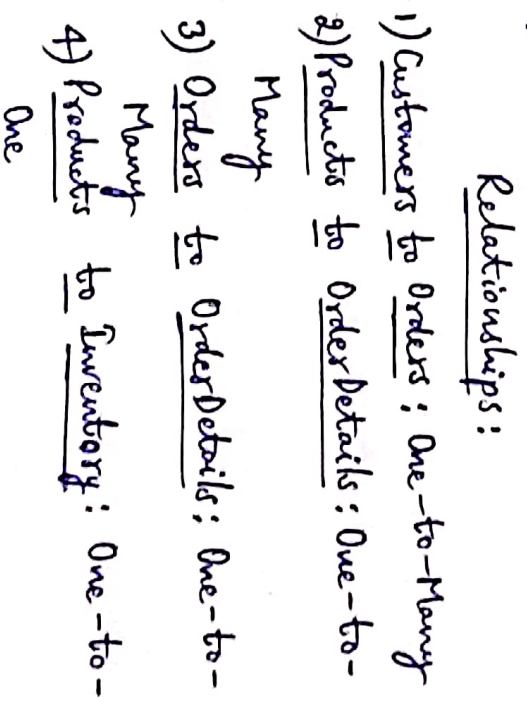 Relationships:
1) Customers to Orders: One-to-Many
2) Products to OrderDetails: One-to-
Many
3) Orders to OrderDetails: One-to-
Many
4) Products to Inventory: One-to-
One